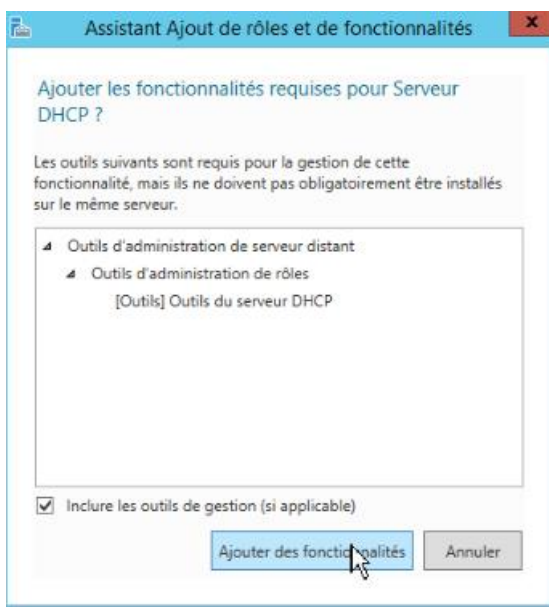 Assistant Ajout de rôles et de fonctionnalités
x
Ajouter les fonctionnalités requises pour Serveur
DHCP ?
Les outils suivants sont requis pour la gestion de cette
fonctionnalité, mais ils ne doivent pas obligatoirement être installés
sur le même serveur.
Outils d'administration de serveur distant
Outils d'administration de rôles
[Outils] Outils du serveur DHCP
Inclure les outils de gestion (si applicable)
Ajouter des fonctionnalités
Annuler